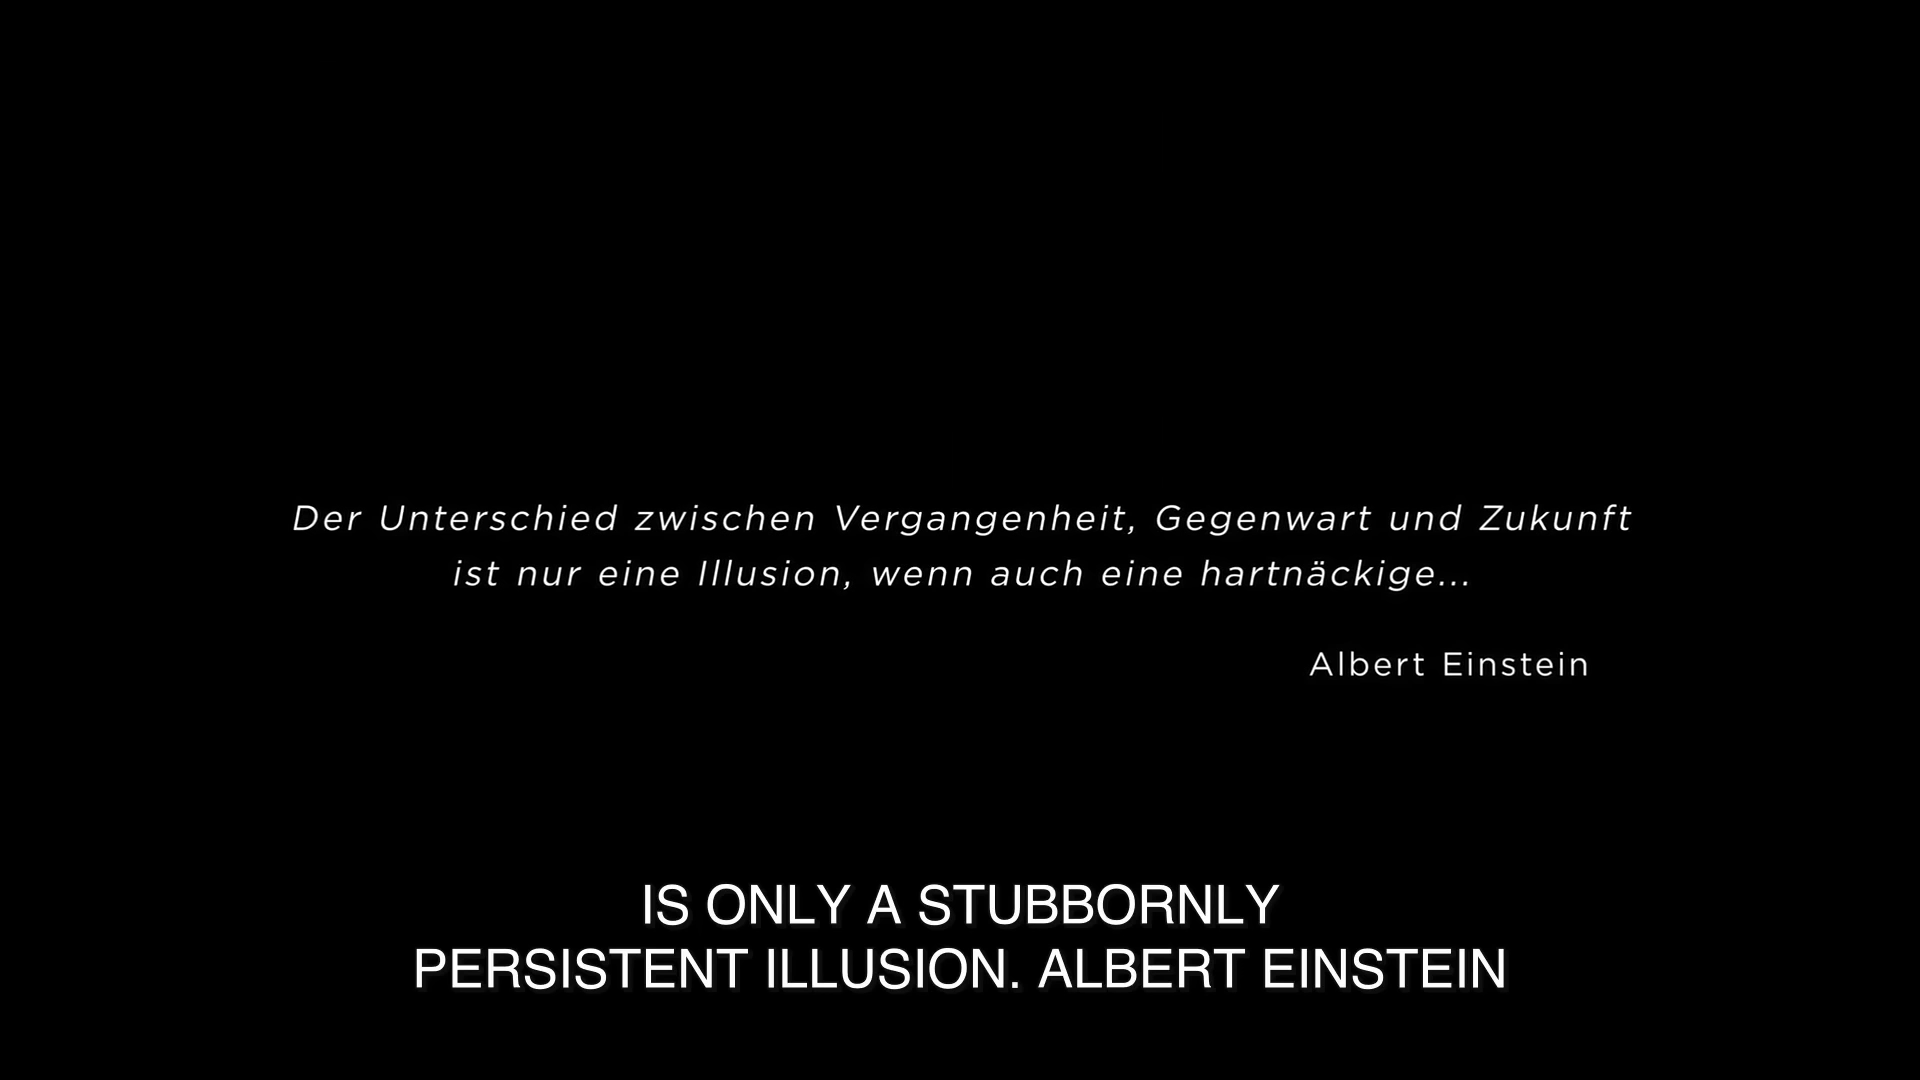 Der Unterschied zwischen Vergangenheit, Gegenwart und Zukunft
ist nur eine Illusion, wenn auch eine hartnäckige...
Albert Einstein
IS ONLY A STUBBORNLY
PERSISTENT ILLUSION. ALBERT EINSTEIN